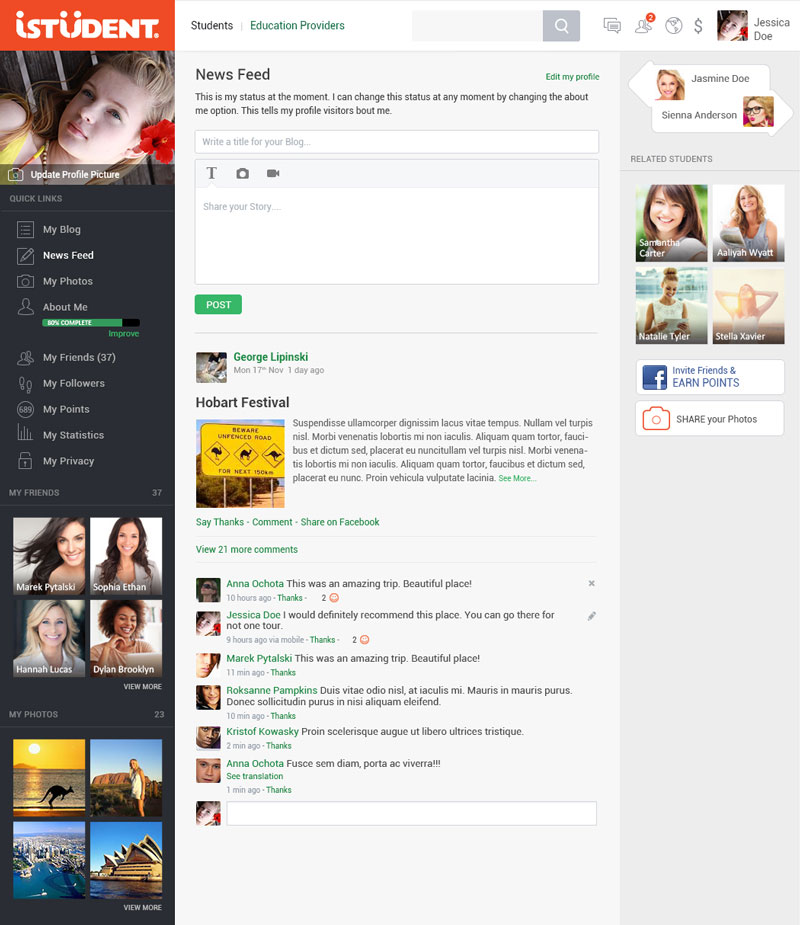 iSTÜDENT.
Students
Education Providers
2
Jessica
Doe
Update Profile Picture
QUICK LINKS
My Blog
News Feed
My Photos
About Me
80% COMPLETE
Improve
My Friends (37)
My Followers
689
My Points
My Statistics
My Privacy
MY FRIENDS 37
Marek Pytalski
Sophia Ethan
Hannah Lucas
Dylan Brooklyn
VIEW MORE
MY PHOTOS 23
VIEW MORE
News Feed
Edit my profile
This is my status at the moment. I can change this status at any moment by changing the about
me option. This tells my profile visitors bout me.
Write a title for your Blog...
T
Share your Story....
POST
George Lipinski
Mon 17th Nov 1 day ago
Hobart Festival
BEWARE
UNFENCED ROAD
FOR NEXT 150km
Suspendisse ullamcorper dignissim lacus vitae tempus. Nullam vel turpis
nisl. Morbi venenatis lobortis mi non iaculis. Aliquam quam tortor, fauci-
bus et dictum sed, placerat eu nuncitullam vel turpis nisl. Morbi venena-
tis lobortis mi non iaculis. Aliquam quam tortor, faucibus et dictum sed,
placerat eu nunc. Proin vehicula vulputate lacinia. See More...
Say Thanks - Comment - Share on Facebook
View 21 more comments
Anna Ochota This was an amazing trip. Beautiful place!
10 hours ago - Thanks - 2
Jessica Doe I would definitely recommend this place. You can go there for
not one tour.
9 hours ago via mobile - Thanks - 2
Marek Pytalski This was an amazing trip. Beautiful place!
11 min ago - Thanks
Roksanne Pampkins Duis vitae odio nisl, at iaculis mi. Mauris in mauris purus.
Donec sollicitudin purus in nisi aliquam eleifend.
10 min ago - Thanks
Kristof Kowasky Proin scelerisque augue ut libero ultrices tristique.
2 min ago - Thanks
Anna Ochota Fusce sem diam, porta ac viverra!!!
See translation
1 min ago - Thanks
Jasmine Doe
Sienna Anderson
RELATED STUDENTS
Samantha
Carter
Aaliyah Wyatt
Natalie Tyler
Stella Xavier
Invite Friends &
EARN POINTS
SHARE your Photos